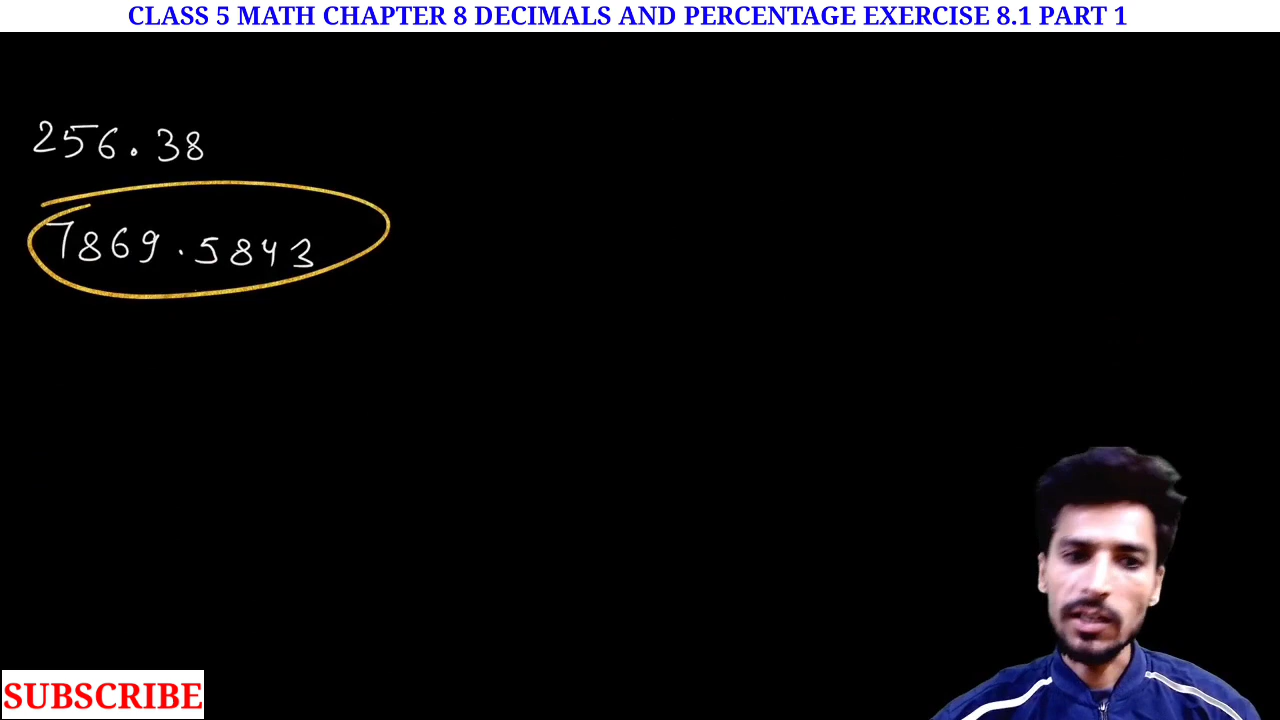 CLASS 5 MATH CHAPTER 8 DECIMALS AND PERCENTAGE EXERCISE 8.1 PART 1
256.38
7869.5843
SUBSCRIBE